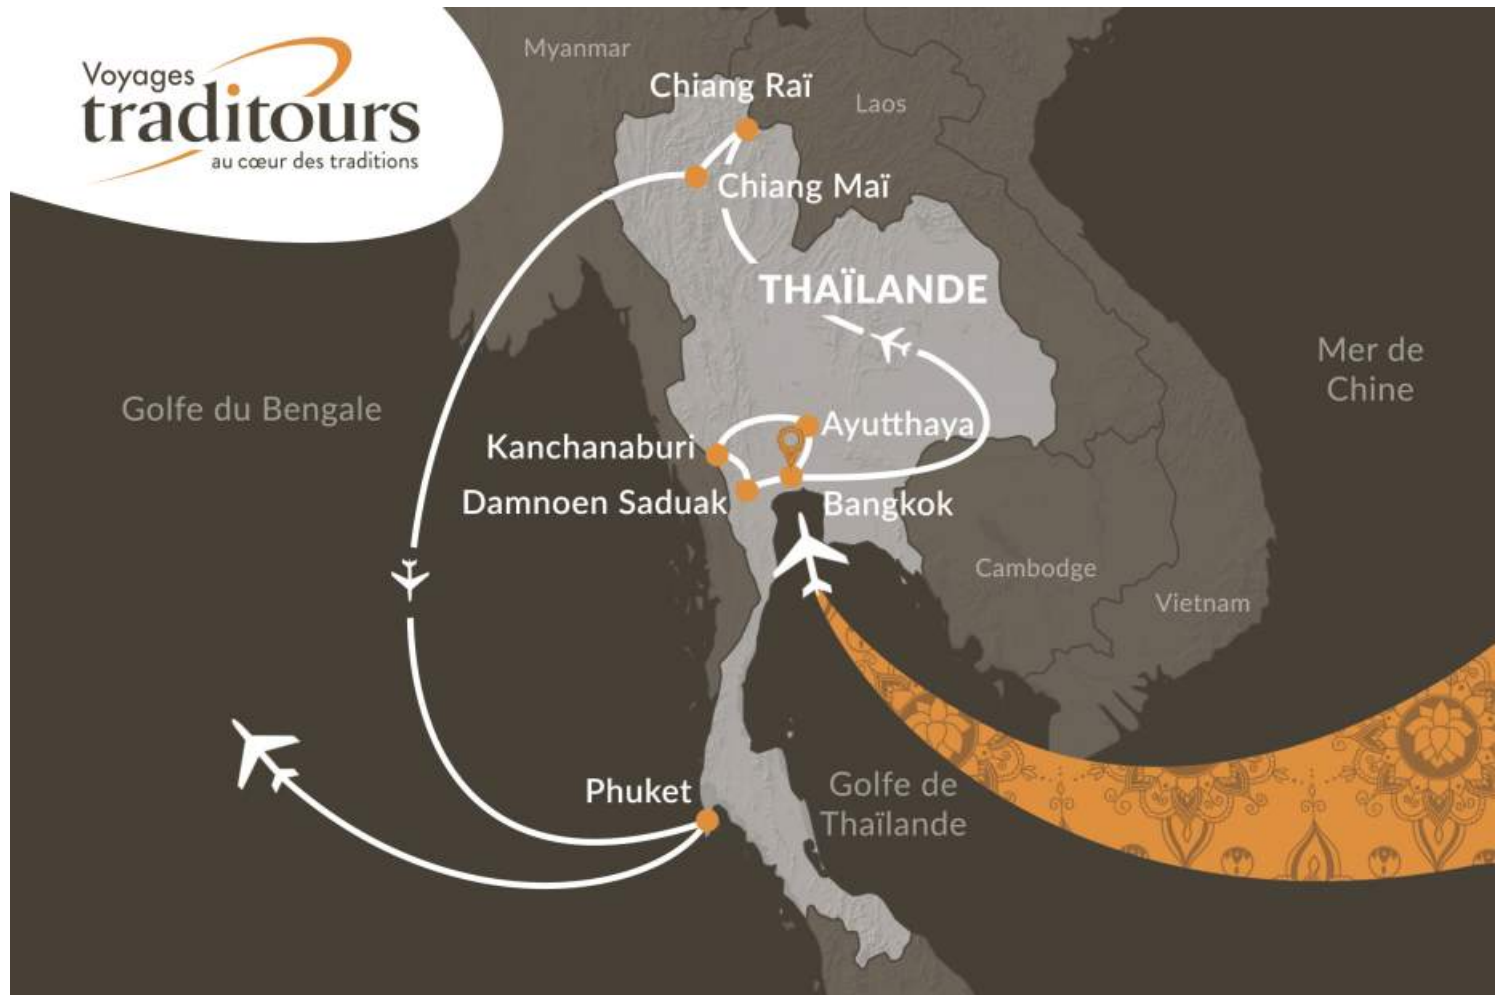 Voyages
traditours
au cœur des traditions
Myanmar
Chiang Raï
Laos
Chiang Maï
THAÏLANDE
Mer de
Chine
Golfe du Bengale
Ayutthaya
Kanchanaburi
Damnoen Saduak
Bangkok
Cambodge
Vietnam
Phuket
Golfe de
Thaïlande